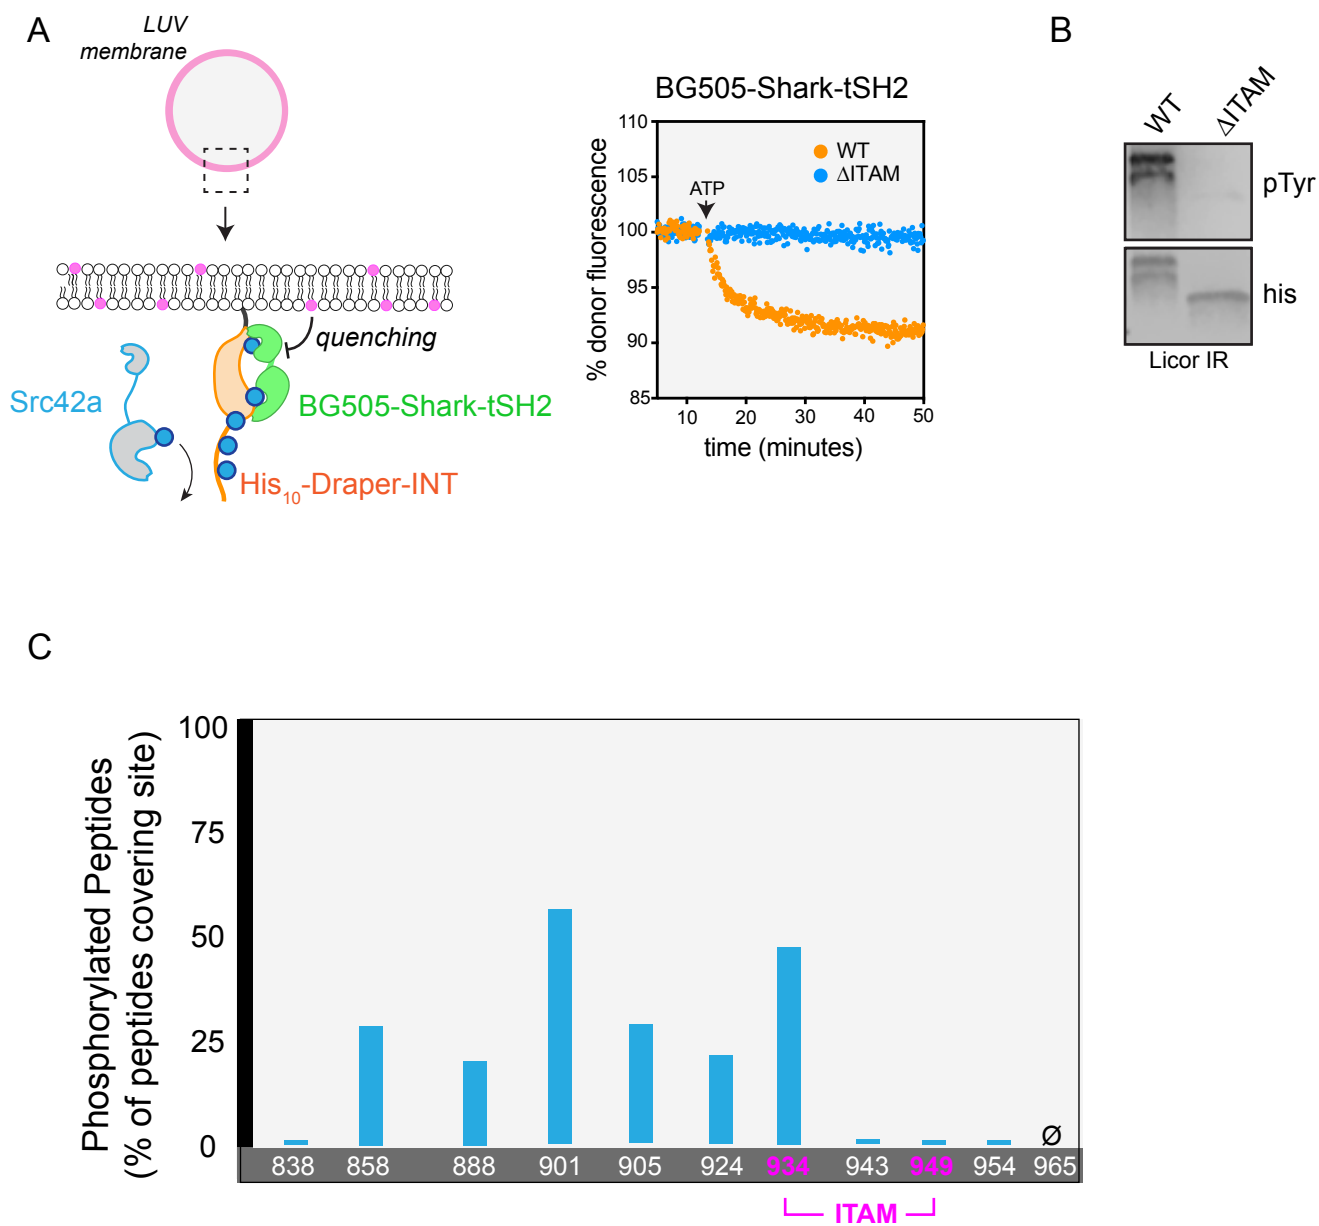 A
LUV
membrane
quenching
Src42a
BG505-Shark-tSH2
His10-Draper-INT
BG505-Shark-tSH2
% donor fluorescence
110
105
100
95
90
85
WT
ΔITAM
ATP
10 20 30 40 50
time (minutes)
B
WT ΔITAM
pTyr
his
Licor IR
C
Phosphorylated Peptides
(% of peptides covering site)
100
75
50
25
0
Ø
838 858 888 901 905 924 934 943 949 954 965
ITAM